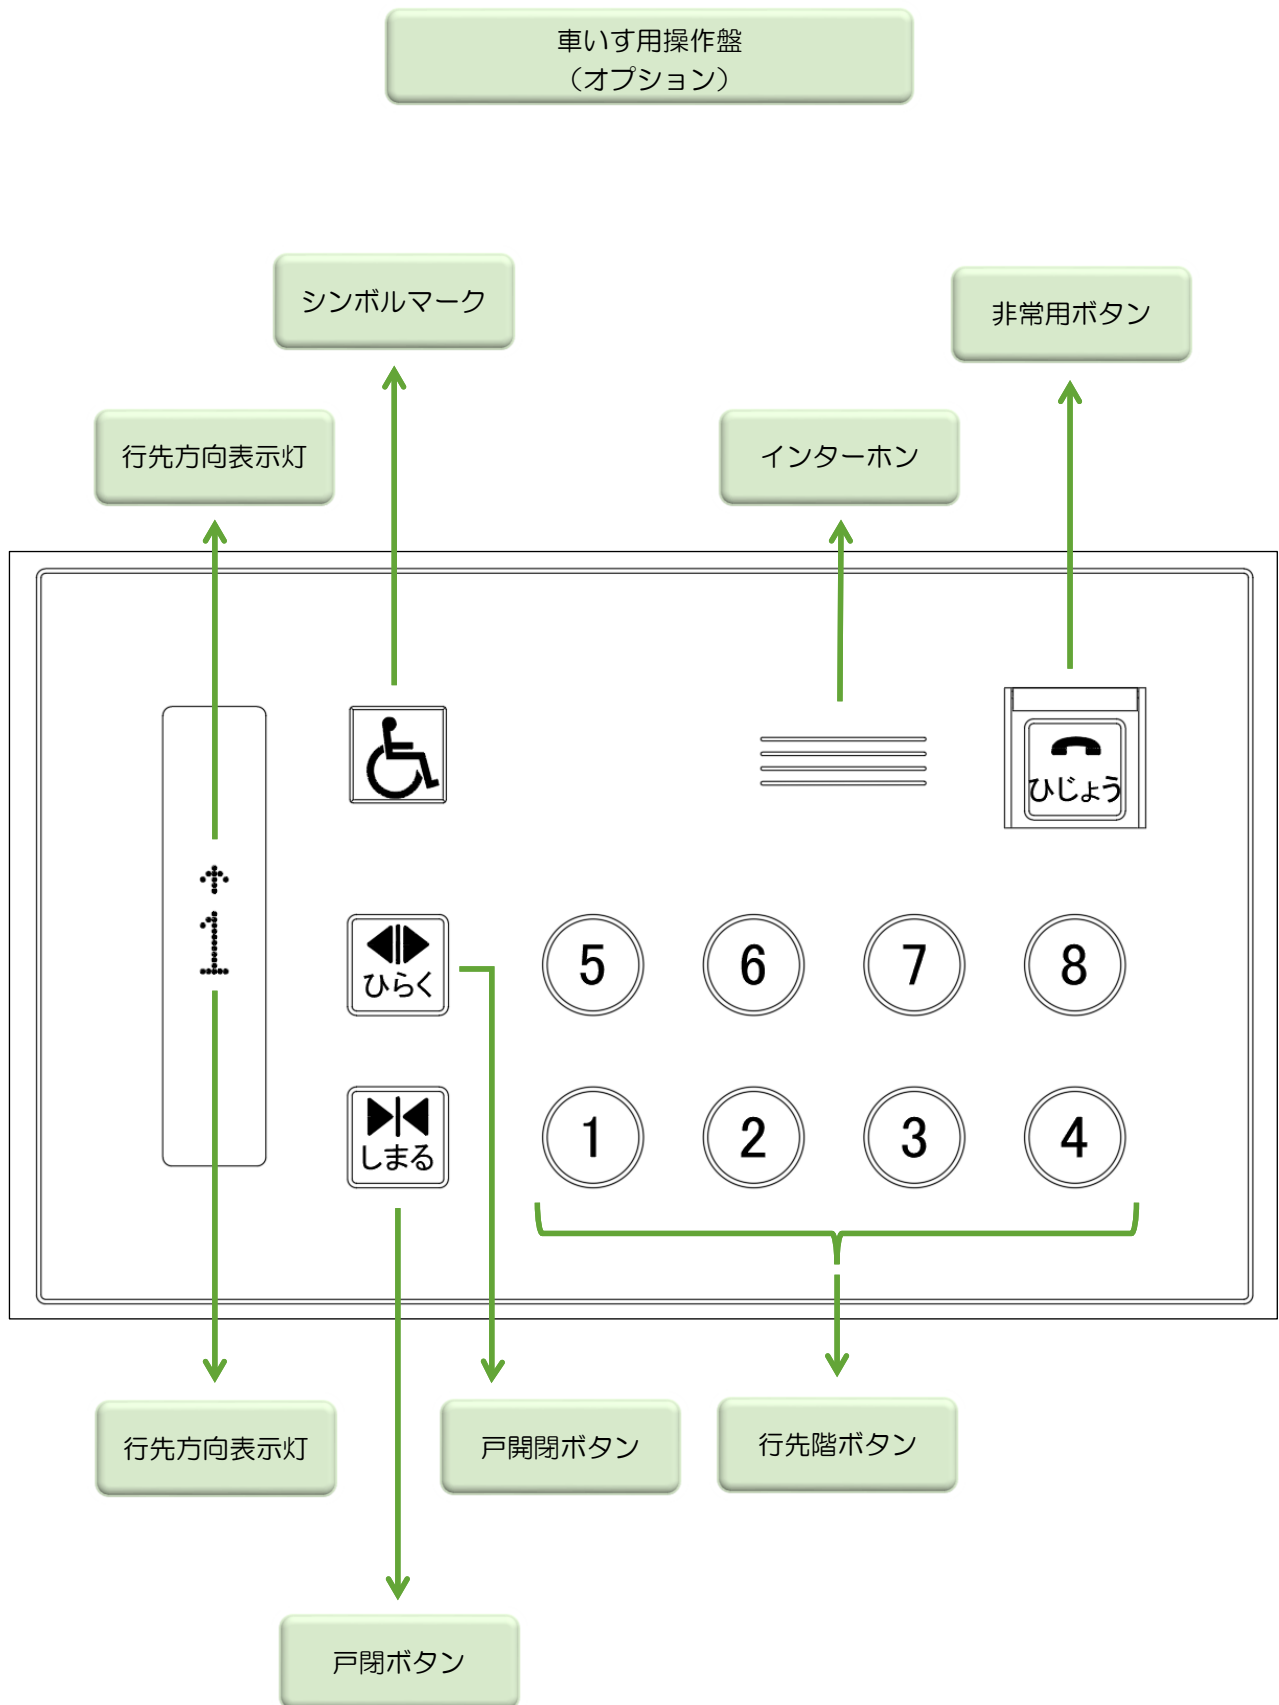 車いす用操作盤
（オプション）
シンボルマーク
非常用ボタン
行先方向表示灯
インターホン
ひじょう
↑
1
ひらく
5 6 7 8
しまる
1 2 3 4
行先方向表示灯
戸開閉ボタン
行先階ボタン
戸閉ボタン